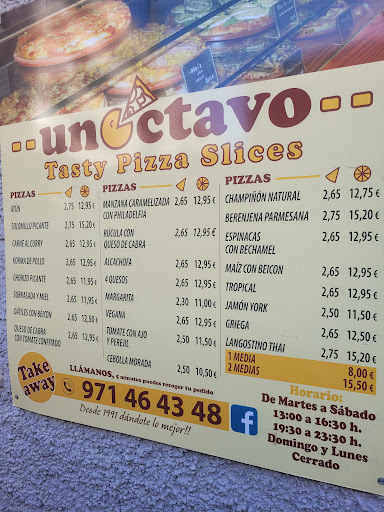 unoctavo
Tasty Pizza Slices
PIZZAS
ATÚN 2,75 12,95 €
SOLOMILLO PICANTE 2,75 15,20 €
CARNE AL CURRY 2,65 12,95 €
KORMA DE POLLO 2,65 12,95 €
CHORIZO PICANTE 2,65 11,95 €
SOBRASADA Y MIEL 2,65 11,95 €
DÁTILES CON BEICON 2,65 12,50 €
QUESO DE CABRA
CON TOMATE CONFITADO 2,65 12,95 €
PIZZAS
MANZANA CARAMELIZADA 2,65 12,95 €
CON PHILADELFIA
RÚCULA CON 2,65 12,95 €
QUESO DE CABRA
ALCACHOFA 2,65 12,95 €
4 QUESOS 2,65 12,95 €
MARGARITA 2,30 11,00 €
VEGANA 2,65 12,95 €
TOMATE CON AJO 2,50 11,50 €
Y PEREJIL
CEBOLLA MORADA 2,50 10,50 €
PIZZAS
CHAMPIÑÓN NATURAL 2,65 12,75 €
BERENJENA PARMESANA 2,75 15,20 €
ESPINACAS 2,65 12,95 €
CON BECHAMEL
MAÍZ CON BEICON 2,65 12,95 €
TROPICAL 2,65 12,95 €
JAMÓN YORK 2,50 11,50 €
GRIEGA 2,65 12,50 €
LANGOSTINO THAI 2,75 15,20 €
1 MEDIA 8,00 €
2 MEDIAS 15,50 €
Take
away
LLÁMANOS, 5 minutos puedes recoger tu pedido
971 46 43 48
Desde 1991 dándote lo mejor!!
f
Horario:
De Martes a Sábado
13:00 a 16:30 h.
19:30 a 23:30 h.
Domingo y Lunes
Cerrado